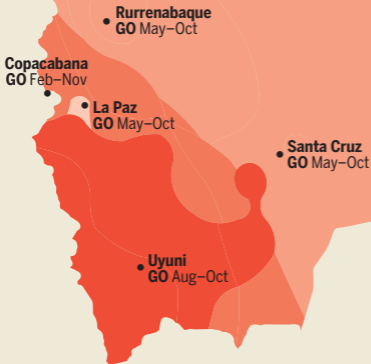 Rurrenabaque
GO May–Oct
Copacabana
GO Feb–Nov
La Paz
GO May–Oct
Santa Cruz
GO May–Oct
Uyuni
GO Aug–Oct